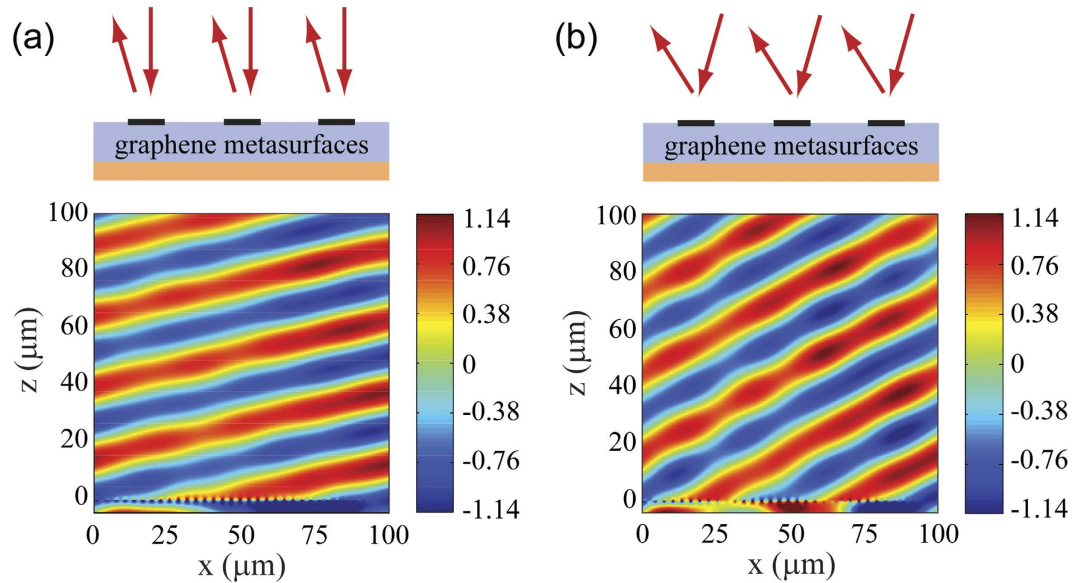 (a)
graphene metasurfaces
100
80
60
40
20
0
z (μm)
0 25 50 75 100
x (μm)
1.14
0.76
0.38
0
-0.38
-0.76
-1.14
(b)
graphene metasurfaces
100
80
60
40
20
0
z (μm)
0 25 50 75 100
x (μm)
1.14
0.76
0.38
0
-0.38
-0.76
-1.14